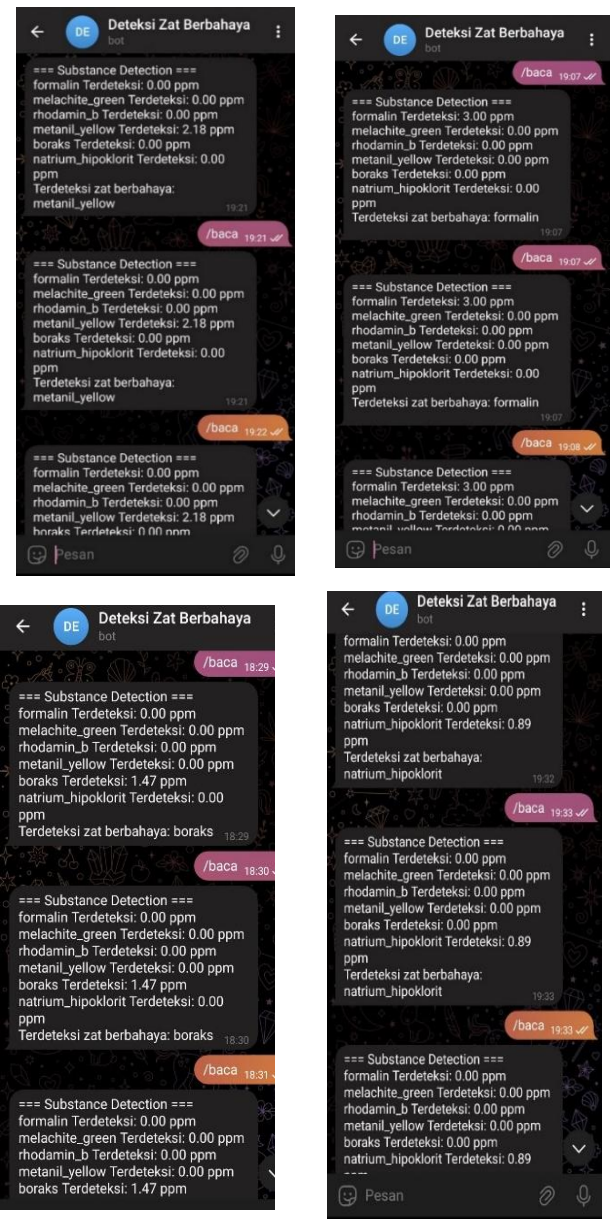 DE
Deteksi Zat Berbahaya
bot
=== Substance Detection ===
formalin Terdeteksi: 0.00 ppm
melachite_green Terdeteksi: 0.00 ppm
rhodamin_b Terdeteksi: 0.00 ppm
metanil_yellow Terdeteksi: 2.18 ppm
boraks Terdeteksi: 0.00 ppm
natrium_hipoklorit Terdeteksi: 0.00
ppm
Terdeteksi zat berbahaya:
metanil_yellow
19:21
/baca 19:21
=== Substance Detection ===
formalin Terdeteksi: 0.00 ppm
melachite_green Terdeteksi: 0.00 ppm
rhodamin_b Terdeteksi: 0.00 ppm
metanil_yellow Terdeteksi: 2.18 ppm
boraks Terdeteksi: 0.00 ppm
natrium_hipoklorit Terdeteksi: 0.00
ppm
Terdeteksi zat berbahaya:
metanil_yellow
19:21
/baca 19:22
=== Substance Detection ===
formalin Terdeteksi: 0.00 ppm
melachite_green Terdeteksi: 0.00 ppm
rhodamin_b Terdeteksi: 0.00 ppm
metanil_yellow Terdeteksi: 2.18 ppm
boraks Terdeteksi: 0.00 ppm
Pesan
DE
Deteksi Zat Berbahaya
bot
/baca 19:07
=== Substance Detection ===
formalin Terdeteksi: 3.00 ppm
melachite_green Terdeteksi: 0.00 ppm
rhodamin_b Terdeteksi: 0.00 ppm
metanil_yellow Terdeteksi: 0.00 ppm
boraks Terdeteksi: 0.00 ppm
natrium_hipoklorit Terdeteksi: 0.00
ppm
Terdeteksi zat berbahaya: formalin
19:07
/baca 19:07
=== Substance Detection ===
formalin Terdeteksi: 3.00 ppm
melachite_green Terdeteksi: 0.00 ppm
rhodamin_b Terdeteksi: 0.00 ppm
metanil_yellow Terdeteksi: 0.00 ppm
boraks Terdeteksi: 0.00 ppm
natrium_hipoklorit Terdeteksi: 0.00
ppm
Terdeteksi zat berbahaya: formalin
19:07
/baca 19:08
=== Substance Detection ===
formalin Terdeteksi: 3.00 ppm
melachite_green Terdeteksi: 0.00 ppm
rhodamin_b Terdeteksi: 0.00 ppm
metanil_yellow Terdeteksi: 0.00 ppm
Pesan
DE
Deteksi Zat Berbahaya
bot
/baca 18:29
=== Substance Detection ===
formalin Terdeteksi: 0.00 ppm
melachite_green Terdeteksi: 0.00 ppm
rhodamin_b Terdeteksi: 0.00 ppm
metanil_yellow Terdeteksi: 0.00 ppm
boraks Terdeteksi: 1.47 ppm
natrium_hipoklorit Terdeteksi: 0.00
ppm
Terdeteksi zat berbahaya: boraks 18:29
/baca 18:30
=== Substance Detection ===
formalin Terdeteksi: 0.00 ppm
melachite_green Terdeteksi: 0.00 ppm
rhodamin_b Terdeteksi: 0.00 ppm
metanil_yellow Terdeteksi: 0.00 ppm
boraks Terdeteksi: 1.47 ppm
natrium_hipoklorit Terdeteksi: 0.00
ppm
Terdeteksi zat berbahaya: boraks 18:30
/baca 18:31
=== Substance Detection ===
formalin Terdeteksi: 0.00 ppm
melachite_green Terdeteksi: 0.00 ppm
rhodamin_b Terdeteksi: 0.00 ppm
metanil_yellow Terdeteksi: 0.00 ppm
boraks Terdeteksi: 1.47 ppm
DE
Deteksi Zat Berbahaya
bot
formalin Terdeteksi: 0.00 ppm
melachite_green Terdeteksi: 0.00 ppm
rhodamin_b Terdeteksi: 0.00 ppm
metanil_yellow Terdeteksi: 0.00 ppm
boraks Terdeteksi: 0.00 ppm
natrium_hipoklorit Terdeteksi: 0.89
ppm
Terdeteksi zat berbahaya:
natrium_hipoklorit
19:32
/baca 19:33
=== Substance Detection ===
formalin Terdeteksi: 0.00 ppm
melachite_green Terdeteksi: 0.00 ppm
rhodamin_b Terdeteksi: 0.00 ppm
metanil_yellow Terdeteksi: 0.00 ppm
boraks Terdeteksi: 0.00 ppm
natrium_hipoklorit Terdeteksi: 0.89
ppm
Terdeteksi zat berbahaya:
natrium_hipoklorit
19:33
/baca 19:33
=== Substance Detection ===
formalin Terdeteksi: 0.00 ppm
melachite_green Terdeteksi: 0.00 ppm
rhodamin_b Terdeteksi: 0.00 ppm
metanil_yellow Terdeteksi: 0.00 ppm
boraks Terdeteksi: 0.00 ppm
natrium_hipoklorit Terdeteksi: 0.89
Pesan